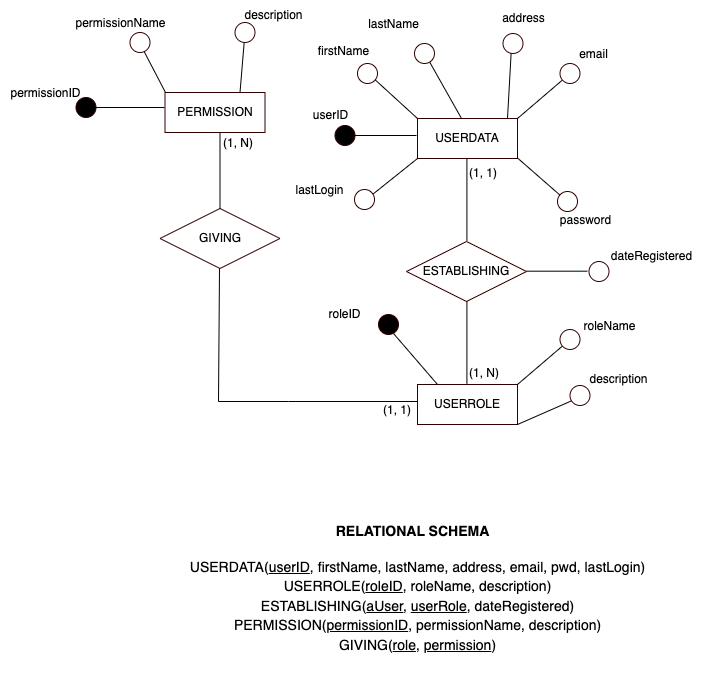 permissionName
description
permissionID
PERMISSION
(1, N)
GIVING
lastName
address
firstName
email
userID
USERDATA
(1, 1)
lastLogin
password
ESTABLISHING
dateRegistered
roleID
roleName
(1, N)
description
USERROLE
(1, 1)
RELATIONAL SCHEMA
USERDATA(userID, firstName, lastName, address, email, pwd, lastLogin)
USERROLE(roleID, roleName, description)
ESTABLISHING(aUser, userRole, dateRegistered)
PERMISSION(permissionID, permissionName, description)
GIVING(role, permission)